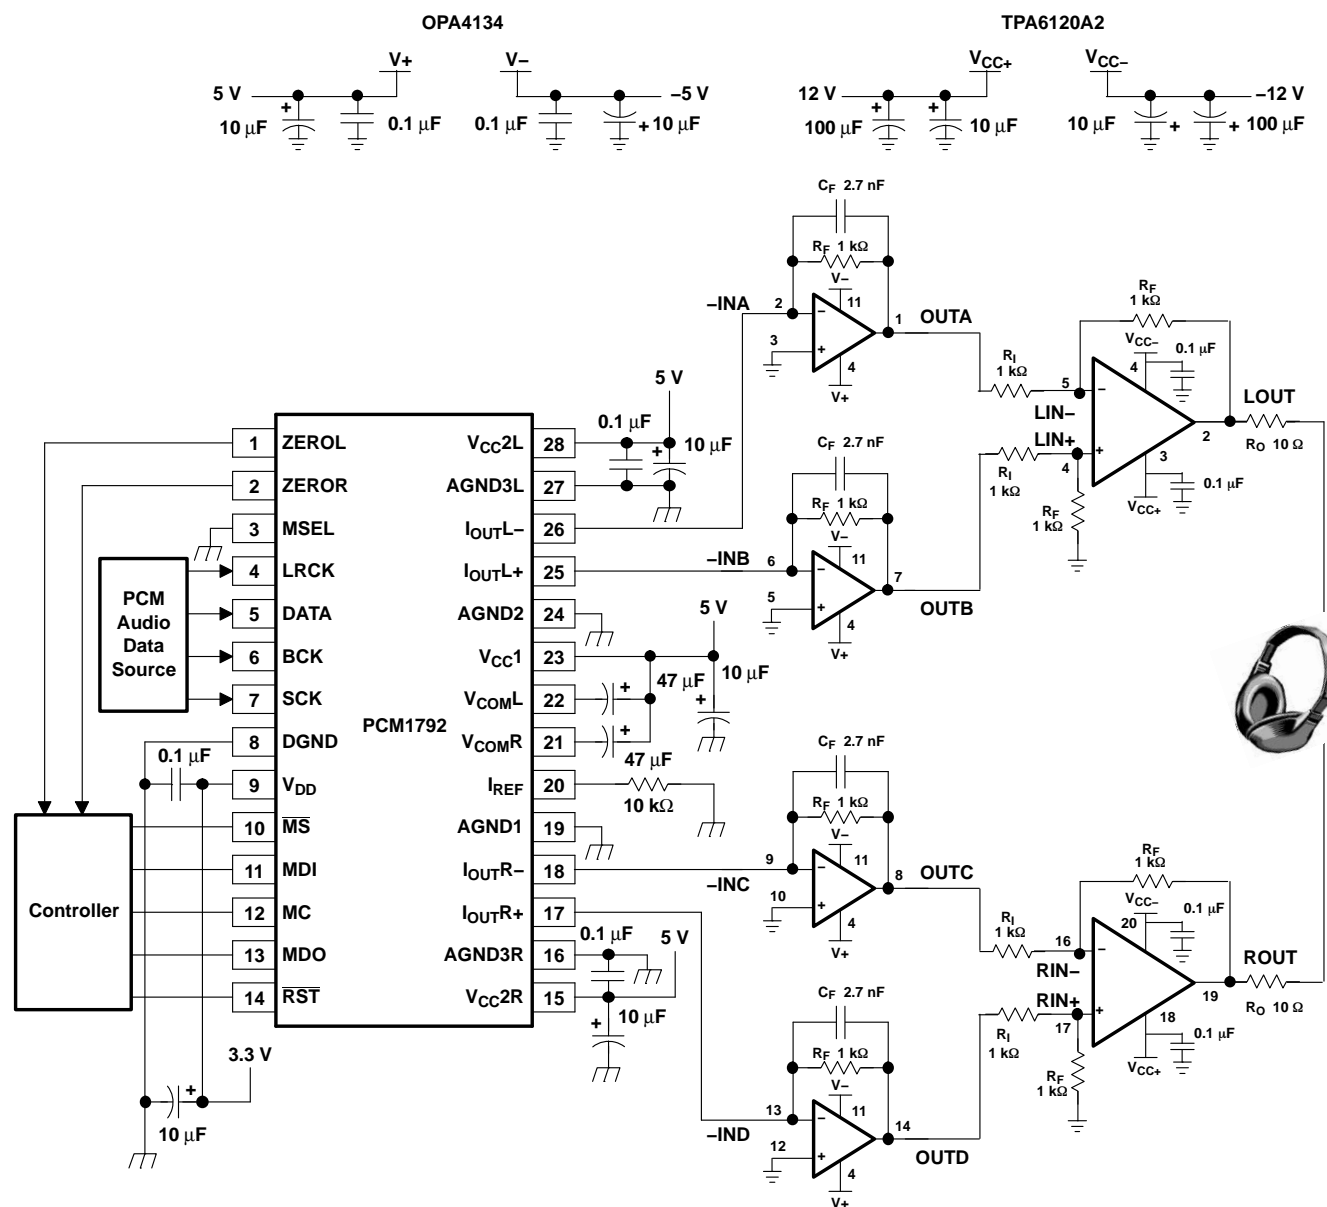 OPA4134
TPA6120A2
V+
V−
VCC+
VCC−
5 V
−5 V
12 V
−12 V
10 μF
0.1 μF
0.1 μF
10 μF
100 μF
10 μF
10 μF
100 μF
CF 2.7 nF
RF 1 kΩ
V−
−INA
2
11
1
OUTA
3
4
V+
RF
1 kΩ
VCC−
0.1 μF
4
RI
1 kΩ
5
LIN−
LOUT
2
RO 10 Ω
LIN+
4
3
0.1 μF
VCC+
RI
1 kΩ
RF
1 kΩ
CF 2.7 nF
RF 1 kΩ
V−
−INB
6
11
7
OUTB
5
4
V+
5 V
0.1 μF
10 μF
1 ZEROL
2 ZEROR
3 MSEL
4 LRCK
5 DATA
6 BCK
7 SCK
8 DGND
9 VDD
10 MS
11 MDI
12 MC
13 MDO
14 RST
PCM1792
VCC2L 28
AGND3L 27
IOUTL− 26
IOUTL+ 25
AGND2 24
VCC1 23
VCOML 22
VCOMR 21
IREF 20
AGND1 19
IOUTR− 18
IOUTR+ 17
AGND3R 16
VCC2R 15
PCM
Audio
Data
Source
5 V
47 μF
10 μF
47 μF
10 kΩ
0.1 μF
Controller
3.3 V
10 μF
0.1 μF
5 V
10 μF
CF 2.7 nF
RF 1 kΩ
V−
−INC
9
11
8
OUTC
10
4
V+
RF
1 kΩ
VCC−
0.1 μF
20
RI
1 kΩ
16
RIN−
ROUT
19
RO 10 Ω
RIN+
17
18
0.1 μF
VCC+
RI
1 kΩ
RF
1 kΩ
CF 2.7 nF
RF 1 kΩ
V−
−IND
13
11
14
OUTD
12
4
V+